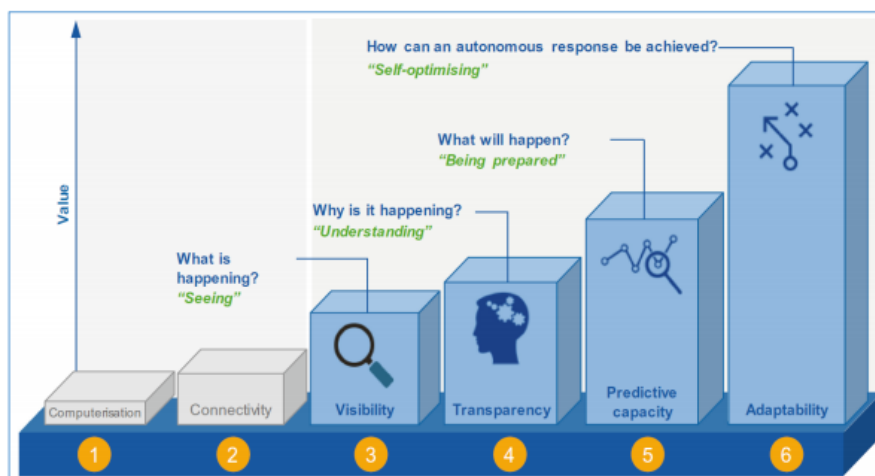 How can an autonomous response be achieved?
“Self-optimising”
What will happen?
“Being prepared”
Why is it happening?
“Understanding”
What is
happening?
“Seeing”
Value
Computerisation
Connectivity
Visibility
Transparency
Predictive
capacity
Adaptability
1
2
3
4
5
6